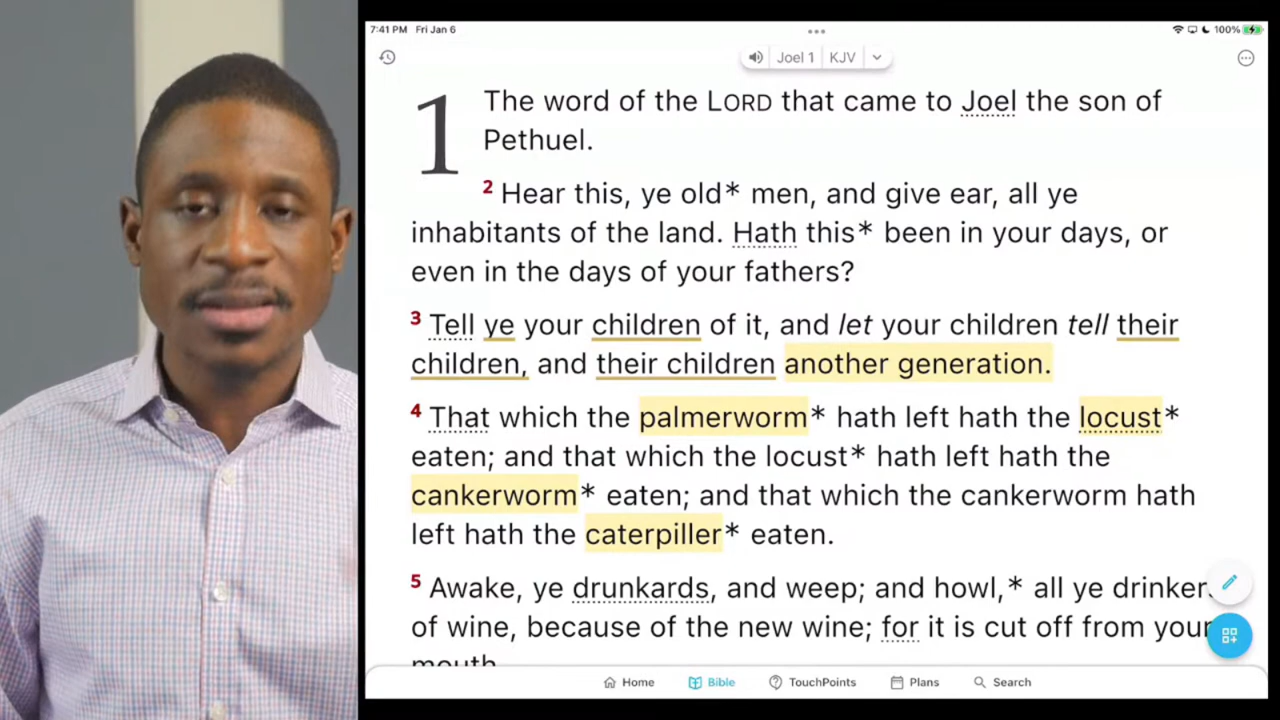 7:41 PM Fri Jan 6
100%
Joel 1 KJV
1 The word of the LORD that came to Joel the son of
Pethuel.
2 Hear this, ye old* men, and give ear, all ye
inhabitants of the land. Hath this* been in your days, or
even in the days of your fathers?
3 Tell ye your children of it, and let your children tell their
children, and their children another generation.
4 That which the palmerworm* hath left hath the locust*
eaten; and that which the locust* hath left hath the
cankerworm* eaten; and that which the cankerworm hath
left hath the caterpiller* eaten.
5 Awake, ye drunkards, and weep; and howl,* all ye drinkers
of wine, because of the new wine; for it is cut off from your
mouth
Home Bible TouchPoints Plans Search